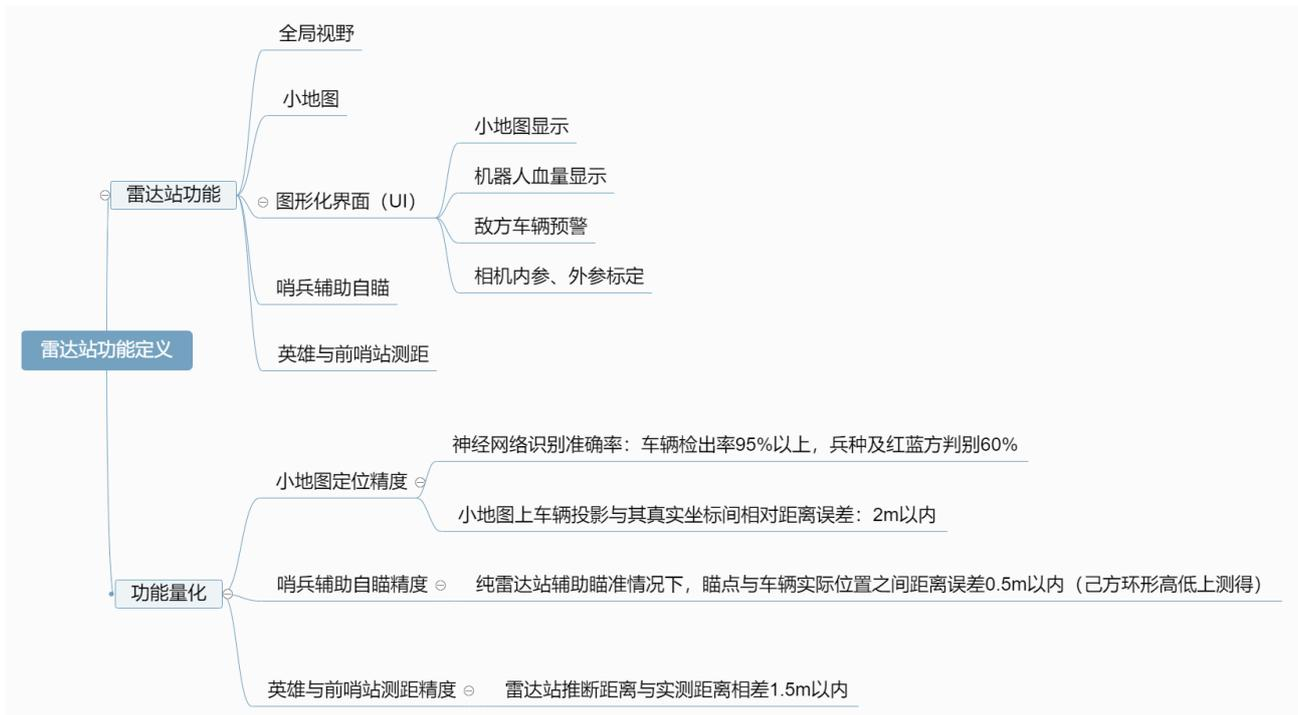 雷达站功能定义
雷达站功能
全局视野
小地图
图形化界面（UI）
小地图显示
机器人血量显示
敌方车辆预警
相机内参、外参标定
哨兵辅助自瞄
英雄与前哨站测距
功能量化
小地图定位精度
神经网络识别准确率：车辆检出率95%以上，兵种及红蓝方判别60%
小地图上车辆投影与其真实坐标间相对距离误差：2m以内
哨兵辅助自瞄精度
纯雷达站辅助瞄准情况下，瞄点与车辆实际位置之间距离误差0.5m以内（己方环形高低上测得）
英雄与前哨站测距精度
雷达站推断距离与实测距离相差1.5m以内